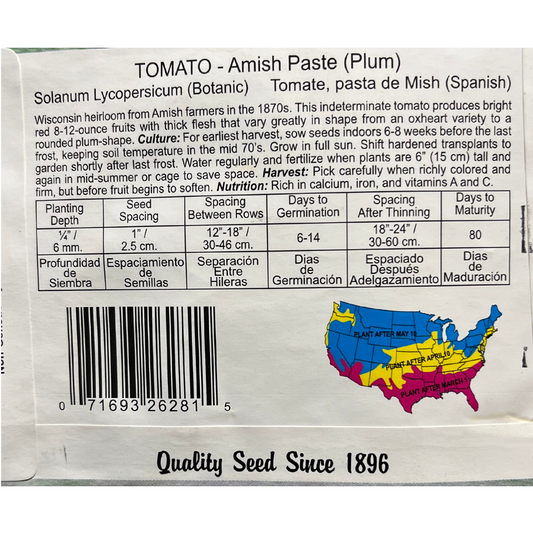 TOMATO - Amish Paste (Plum)
Solanum Lycopersicum (Botanic) Tomate, pasta de Mish (Spanish)
Wisconsin heirloom from Amish farmers in the 1870s. This indeterminate tomato produces bright
red 8-12-ounce fruits with thick flesh that vary greatly in shape from an oxheart variety to a
rounded plum-shape. Culture: For earliest harvest, sow seeds indoors 6-8 weeks before the last
frost, keeping soil temperature in the mid 70's. Grow in full sun. Shift hardened transplants to
garden shortly after last frost. Water regularly and fertilize when plants are 6" (15 cm) tall and
again in mid-summer or cage to save space. Harvest: Pick carefully when richly colored and
firm, but before fruit begins to soften. Nutrition: Rich in calcium, iron, and vitamins A and C.
Planting Depth Seed Spacing Spacing Between Rows Days to Germination Spacing After Thinning Days to Maturity
¼" / 6 mm. 1" / 2.5 cm. 12"-18" / 30-46 cm. 6-14 18"-24" / 30-60 cm. 80
Profundidad de Siembra Espaciamiento de Semillas Separación Entre Hileras Dias de Germinación Espaciado Después Adelgazamiento Dias de Maduración
PLANT AFTER MAY 10
PLANT AFTER APRIL 10
PLANT AFTER MARCH 1
0 71693 26281 5
Quality Seed Since 1896